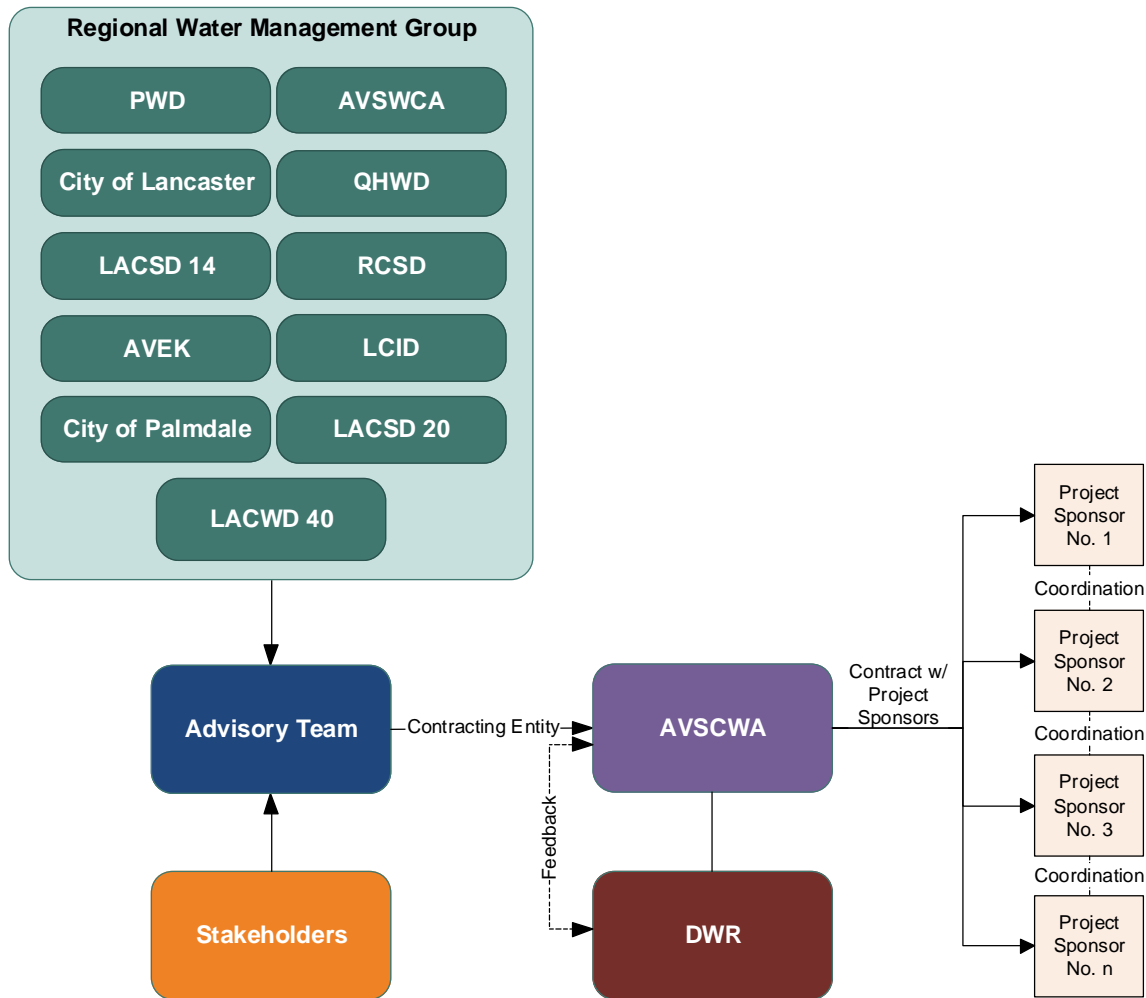 Regional Water Management Group
PWD
AVSWCA
City of Lancaster
QHWD
LACSD 14
RCSD
AVEK
LCID
City of Palmdale
LACSD 20
LACWD 40
Advisory Team
Contracting Entity
AVSCWA
Contract w/
Project
Sponsors
Feedback
Stakeholders
DWR
Project
Sponsor
No. 1
Coordination
Project
Sponsor
No. 2
Coordination
Project
Sponsor
No. 3
Coordination
Project
Sponsor
No. n